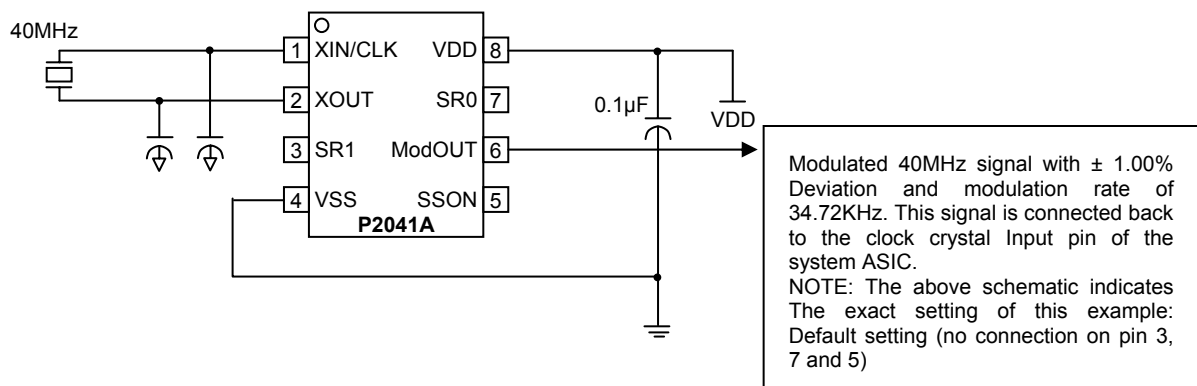 40MHz
1 XIN/CLK VDD 8
2 XOUT SR0 7
0.1µF
VDD
3 SR1 ModOUT 6
4 VSS SSON 5
P2041A
Modulated 40MHz signal with ± 1.00%
Deviation and modulation rate of
34.72KHz. This signal is connected back
to the clock crystal Input pin of the
system ASIC.
NOTE: The above schematic indicates
The exact setting of this example:
Default setting (no connection on pin 3,
7 and 5)